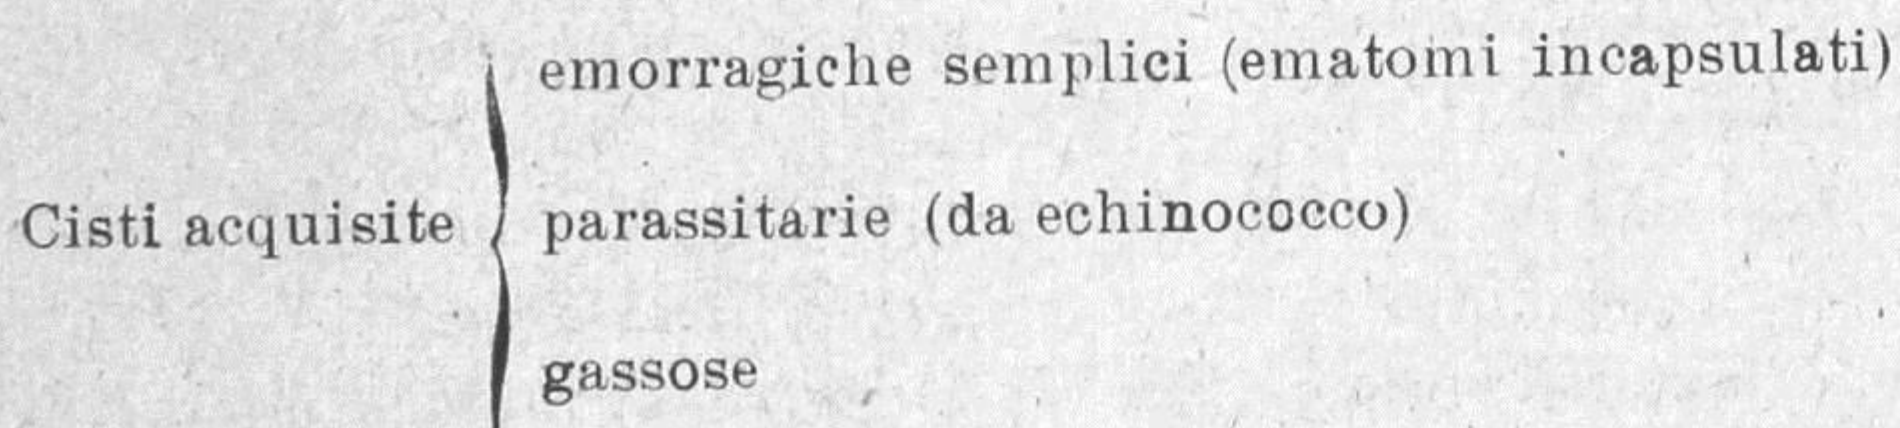 emorragiche semplici (ematomi incapsulati)
Cisti acquisite parassitarie (da echinococco)
gassose